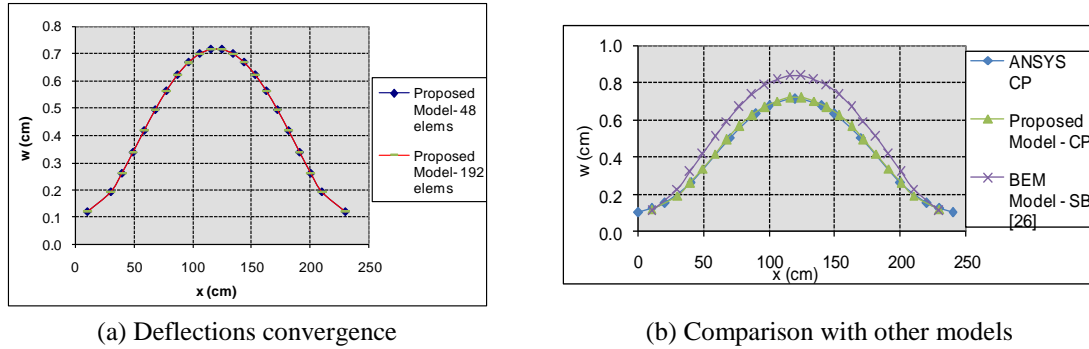 0.8
0.7
0.6
0.5
0.4
0.3
0.2
0.1
0.0
w (cm)
0 50 100 150 200 250
x (cm)
Proposed
Model- 48
elems
Proposed
Model- 192
elems
(a) Deflections convergence
1.0
0.8
0.6
0.4
0.2
0.0
w (cm)
0 50 100 150 200 250
x (cm)
ANSYS
CP
Proposed
Model - CP
BEM
Model - SB
[26]
(b) Comparison with other models